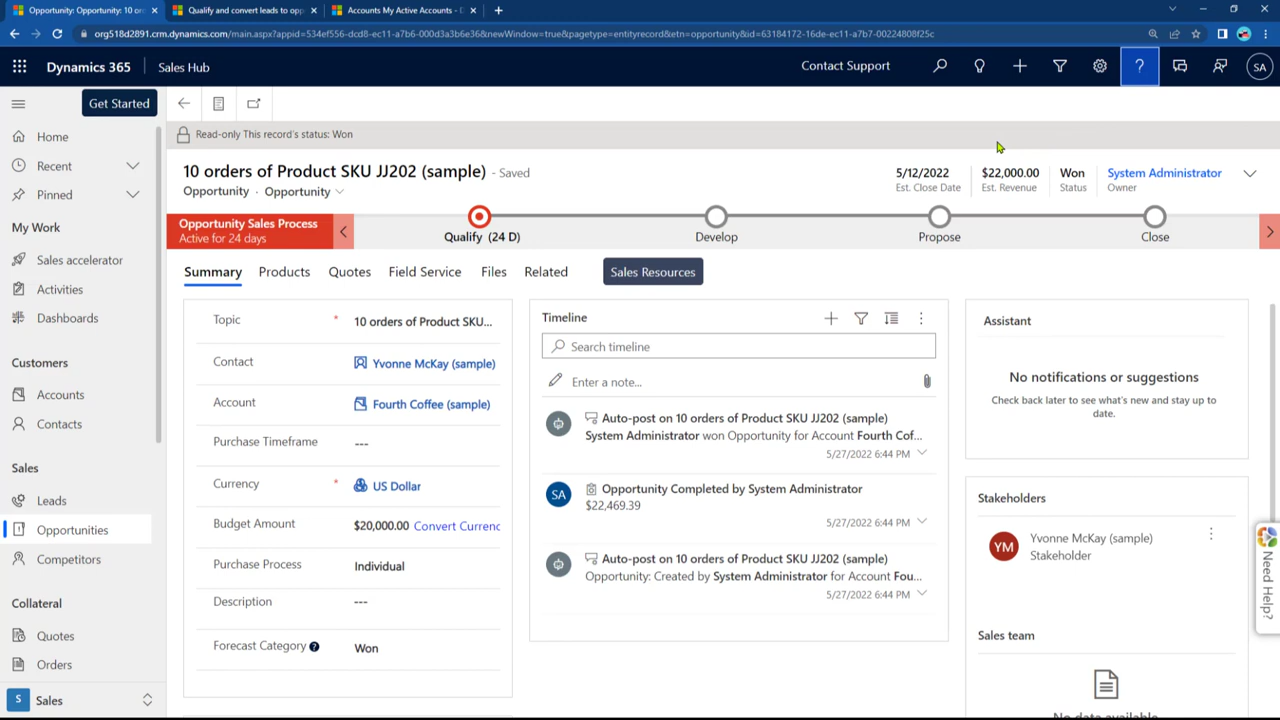 Opportunity: Opportunity: 10 or
Qualify and convert leads to opp
Accounts My Active Accounts - D
org518d2891.crm.dynamics.com/main.aspx?appid=534ef556-dcd8-ec11-a7b6-000d3a3b6e36&newWindow=true&pagetype=entityrecord&etn=opportunity&id=63184172-16de-ec11-a7b7-00224808f25c
Dynamics 365
Sales Hub
Contact Support
SA
Get Started
Read-only This record's status: Won
Home
Recent
Pinned
My Work
Sales accelerator
Activities
Dashboards
Customers
Accounts
Contacts
Sales
Leads
Opportunities
Competitors
Collateral
Quotes
Orders
S Sales
10 orders of Product SKU JJ202 (sample) - Saved
Opportunity · Opportunity
5/12/2022
Est. Close Date
$22,000.00
Est. Revenue
Won
Status
System Administrator
Owner
Opportunity Sales Process
Active for 24 days
Qualify (24 D)
Develop
Propose
Close
Summary
Products
Quotes
Field Service
Files
Related
Sales Resources
Topic * 10 orders of Product SKU...
Contact Yvonne McKay (sample)
Account Fourth Coffee (sample)
Purchase Timeframe ---
Currency * US Dollar
Budget Amount $20,000.00 Convert Currenc
Purchase Process Individual
Description ---
Forecast Category ? Won
Timeline
Search timeline
Enter a note...
Auto-post on 10 orders of Product SKU JJ202 (sample)
System Administrator won Opportunity for Account Fourth Cof...
5/27/2022 6:44 PM
SA
Opportunity Completed by System Administrator
$22,469.39
5/27/2022 6:44 PM
Auto-post on 10 orders of Product SKU JJ202 (sample)
Opportunity: Created by System Administrator for Account Fou...
5/27/2022 6:44 PM
Assistant
No notifications or suggestions
Check back later to see what's new and stay up to
date.
Stakeholders
YM
Yvonne McKay (sample)
Stakeholder
Sales team
No data available
Need Help?